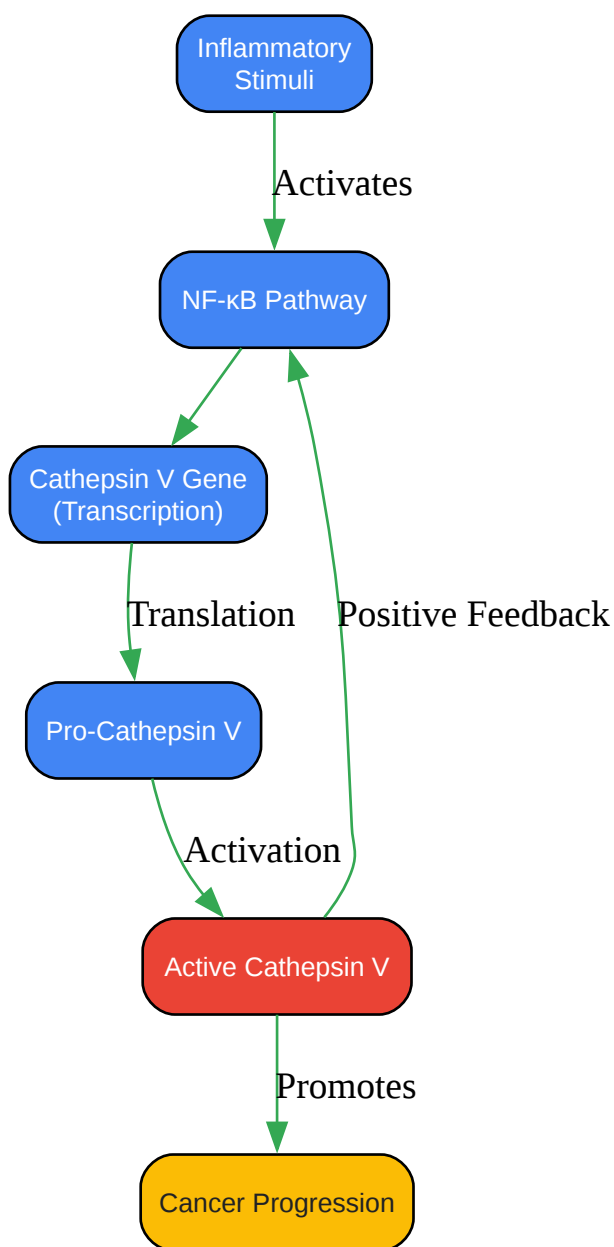 Inflammatory
Stimuli
Activates
NF-κB Pathway
Cathepsin V Gene
(Transcription)
Translation
Positive Feedback
Pro-Cathepsin V
Activation
Active Cathepsin V
Promotes
Cancer Progression